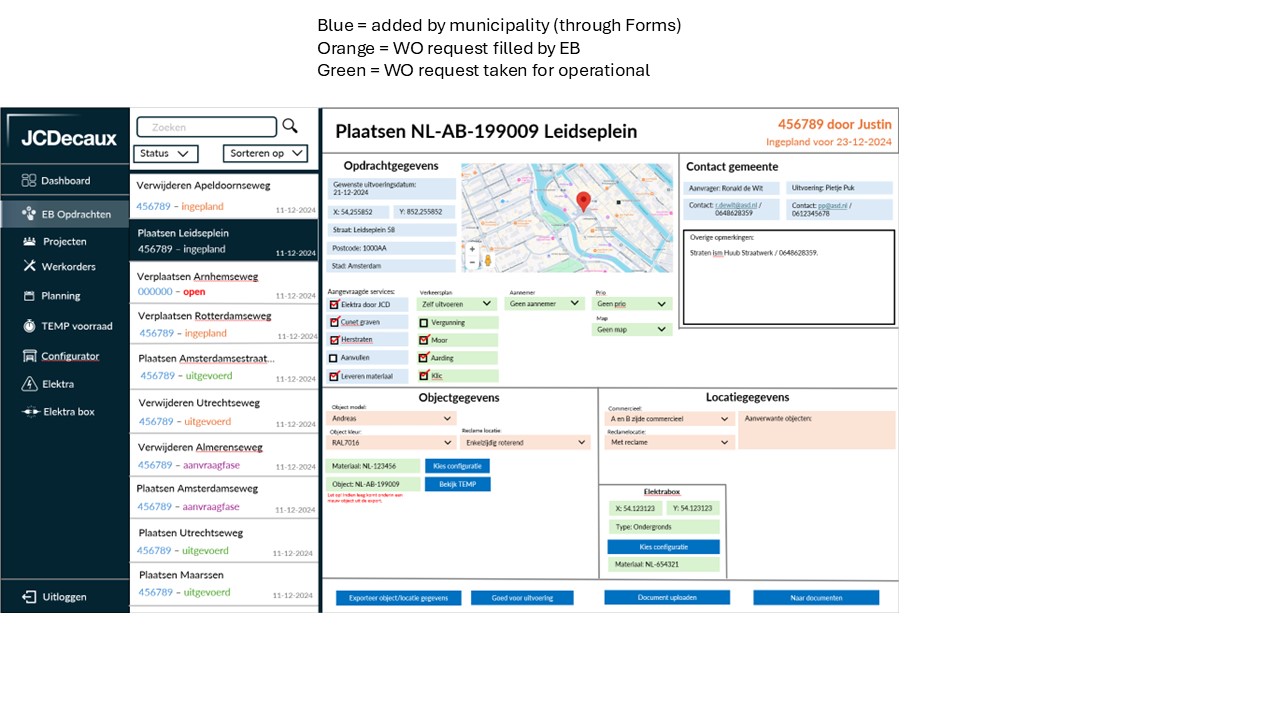 Blue = added by municipality (through Forms)
Orange = WO request filled by EB
Green = WO request taken for operational
JCDecaux
Dashboard
EB Opdrachten
Projecten
Werkorders
Planning
TEMP voorraad
Configurator
Elektra
Elektra box
Uitloggen
Zoeken
Status
Sorteren op
Verwijderen Apeldoornseweg
456789 – ingepland
11-12-2024
Plaatsen Leidseplein
456789 – ingepland
11-12-2024
Verplaatsen Arnhemseweg
000000 – open
11-12-2024
Verplaatsen Rotterdamseweg
456789 – ingepland
11-12-2024
Plaatsen Amsterdamsestraat...
456789 – uitgevoerd
11-12-2024
Verwijderen Utrechtseweg
456789 – uitgevoerd
11-12-2024
Verwijderen Almerenseweg
456789 – aanvraagfase
11-12-2024
Plaatsen Amsterdamseweg
456789 – aanvraagfase
11-12-2024
Plaatsen Utrechtseweg
456789 – uitgevoerd
11-12-2024
Plaatsen Maarssen
456789 – uitgevoerd
11-12-2024
Plaatsen NL-AB-199009 Leidseplein
456789 door Justin
Ingepland voor 23-12-2024
Opdrachtgegevens
Gewenste uitvoeringsdatum:
21-12-2024
X: 54,255852
Y: 852,255852
Straat: Leidseplein 58
Postcode: 1000AA
Stad: Amsterdam
Contact gemeente
Aanvrager: Ronald de Wit
Uitvoering: Pietje Puk
Contact: r.dewit@asd.nl /
0648628359
Contact: pp@asd.nl /
0612345678
Overige opmerkingen:
Straten ism Huub Straatwerk / 0648628359.
Aangevraagde services:
Elektra door JCD
Cunet graven
Herstraten
Aanvullen
Leveren materiaal
Verkeersplan
Zelf uitvoeren
Vergunning
Moor
Aarding
Klic
Aannemer
Geen aannemer
Prio
Geen prio
Map
Geen map
Objectgegevens
Object model:
Andreas
Object kleur:
RAL7016
Reclame locatie:
Enkelzijdig roterend
Materiaal: NL-123456
Kies configuratie
Object: NL-AB-199009
Bekijk TEMP
Let op! Indien leeg komt onderin een
nieuw object uit de export.
Locatiegegevens
Commercieel:
A en B zijde commercieel
Reclamelocatie:
Met reclame
Aanverwante objecten:
Elektrabox
X: 54.123123
Y: 54.123123
Type: Ondergronds
Kies configuratie
Materiaal: NL-654321
Exporteer object/locatie gegevens
Goed voor uitvoering
Document uploaden
Naar documenten